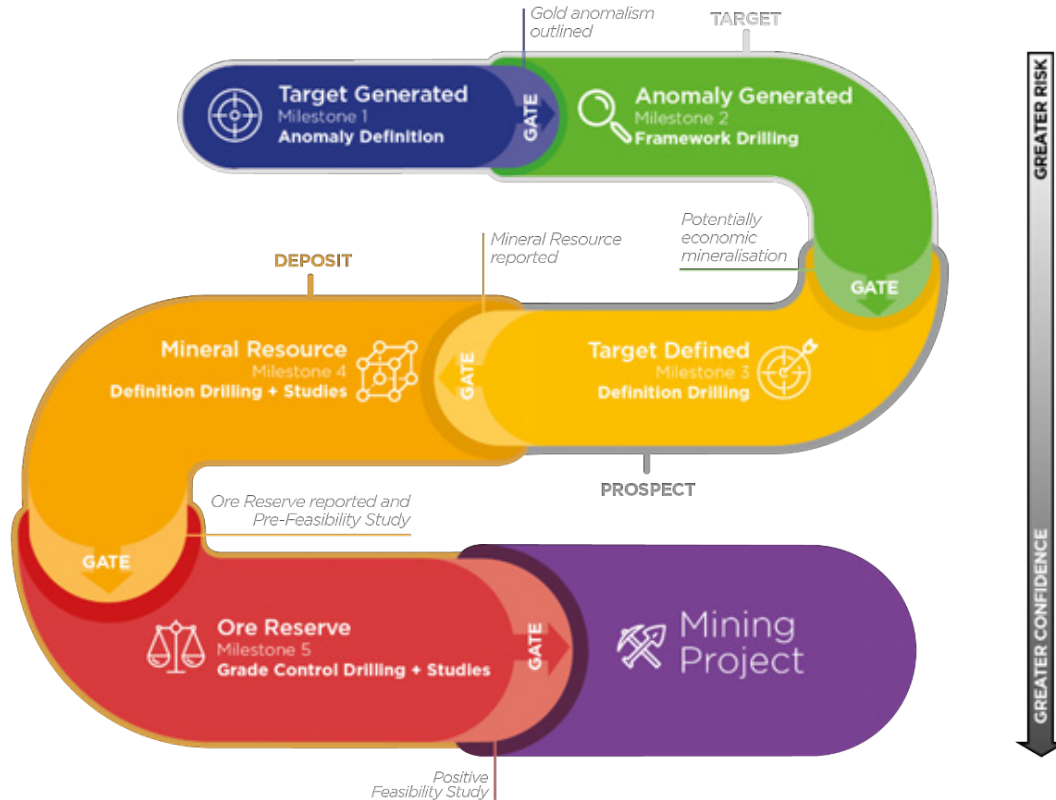 Gold anomalism
outlined
TARGET
Target Generated
Milestone 1
Anomaly Definition
GATE
Anomaly Generated
Milestone 2
Framework Drilling
GREATER RISK
Potentially
economic
mineralisation
GATE
Mineral Resource
reported
DEPOSIT
Mineral Resource
Milestone 4
Definition Drilling + Studies
GATE
Target Defined
Milestone 3
Definition Drilling
PROSPECT
Ore Reserve reported and
Pre-Feasibility Study
GATE
Ore Reserve
Milestone 5
Grade Control Drilling + Studies
GATE
Mining
Project
GREATER CONFIDENCE
Positive
Feasibility Study